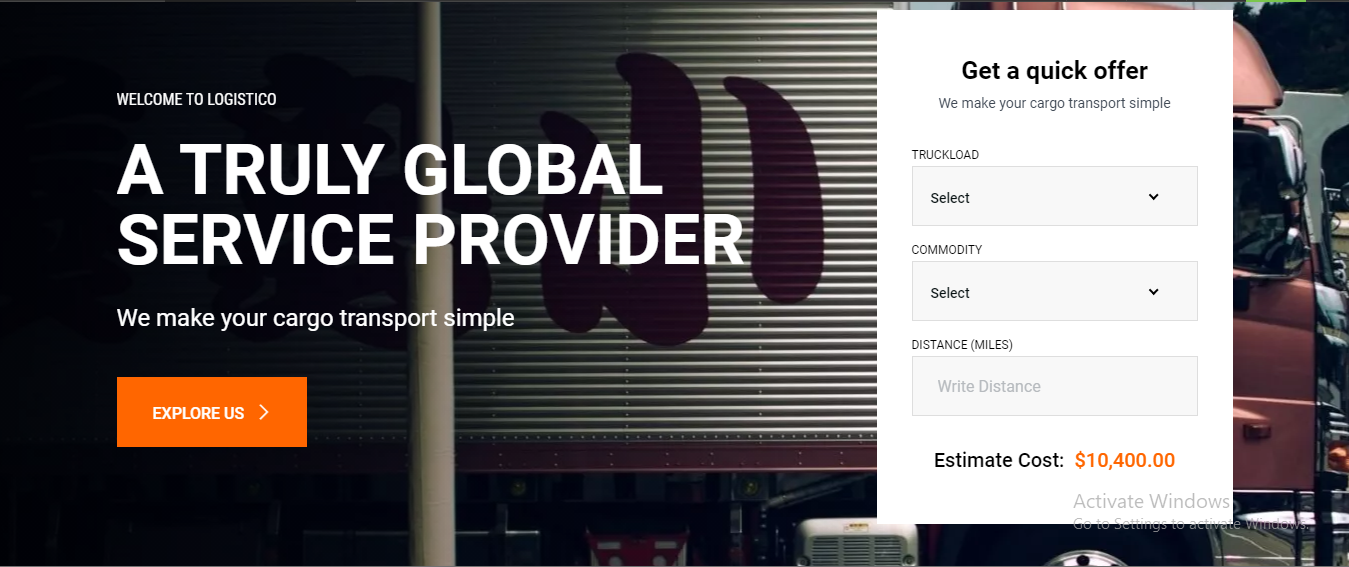 WELCOME TO LOGISTICO
A TRULY GLOBAL
SERVICE PROVIDER
We make your cargo transport simple
EXPLORE US
Get a quick offer
We make your cargo transport simple
TRUCKLOAD
Select
COMMODITY
Select
DISTANCE (MILES)
Write Distance
Estimate Cost: $10,400.00
Activate Windows
Go to Settings to activate Windows.